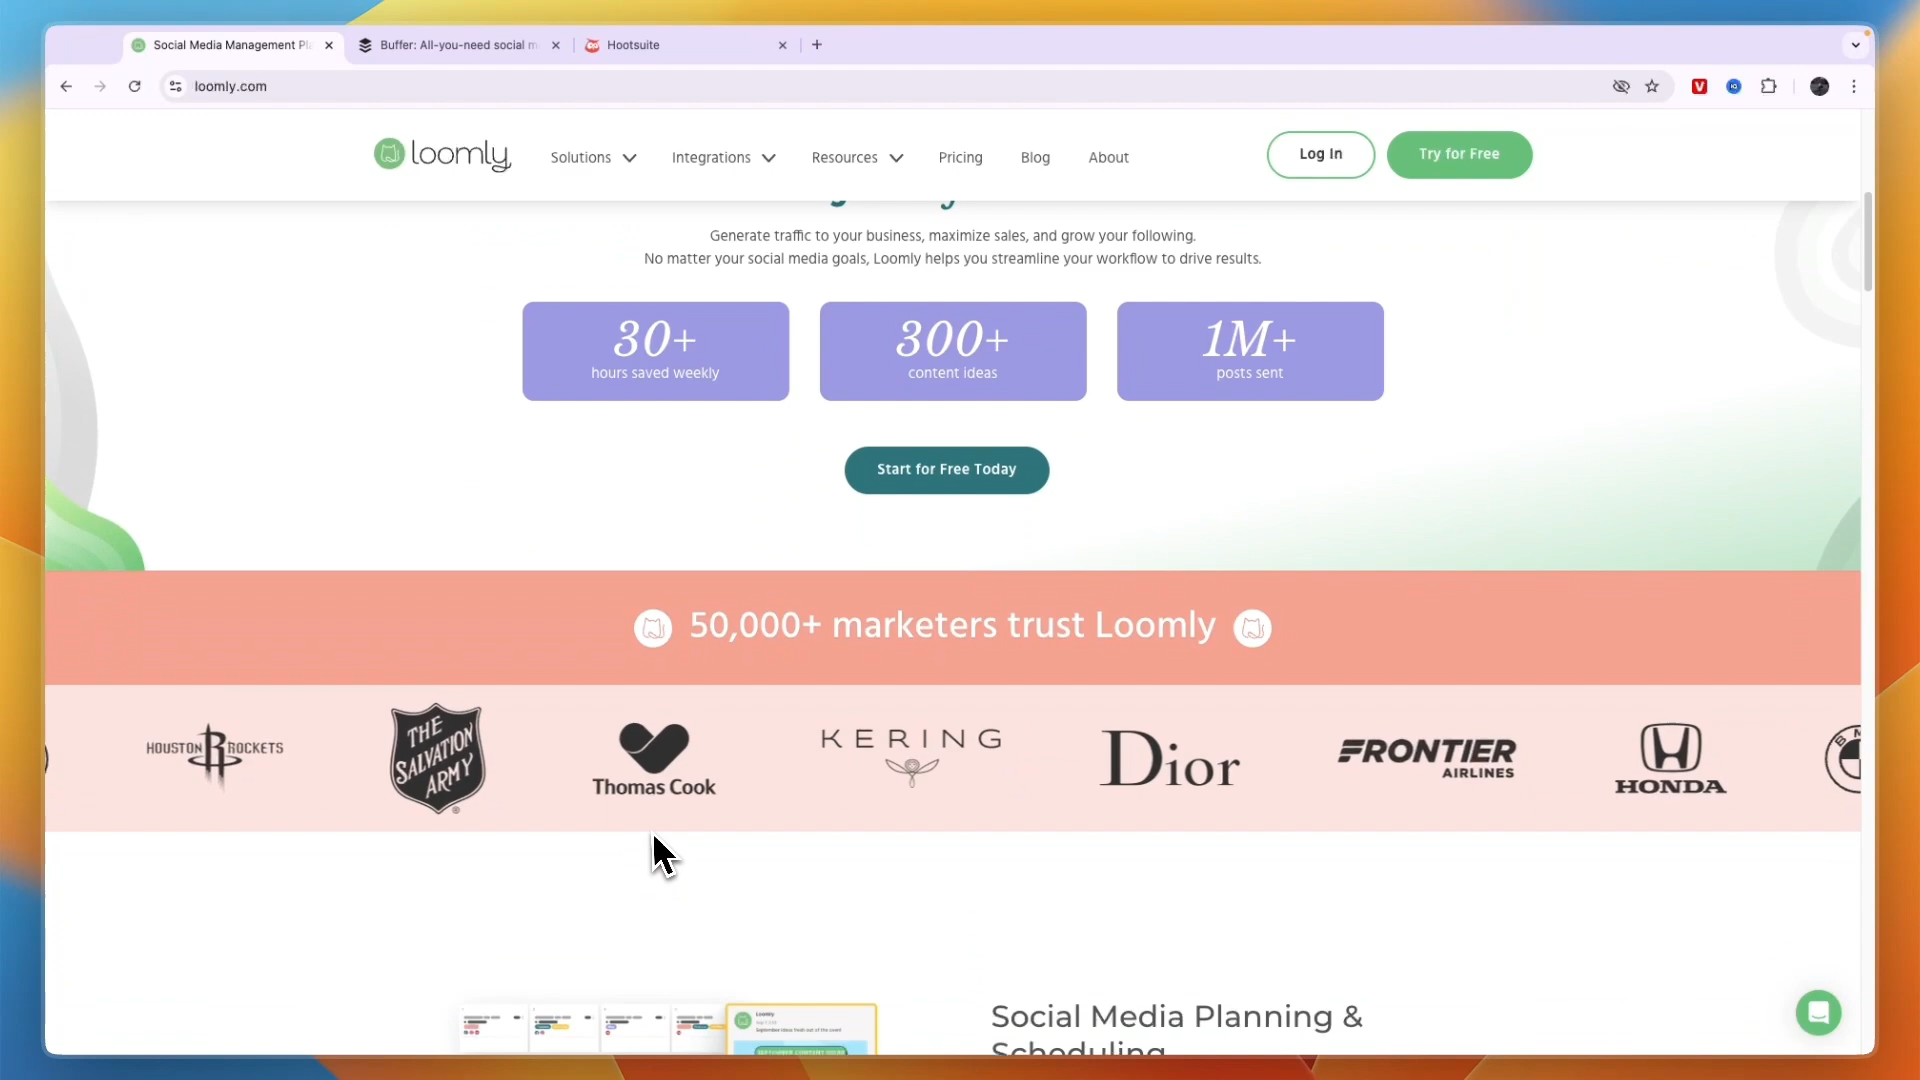 Social Media Management Pl
Buffer: All-you-need social m
Hootsuite
loomly.com
loomly
Solutions
Integrations
Resources
Pricing
Blog
About
Log In
Try for Free
Generate traffic to your business, maximize sales, and grow your following.
No matter your social media goals, Loomly helps you streamline your workflow to drive results.
30+
hours saved weekly
300+
content ideas
1M+
posts sent
Start for Free Today
50,000+ marketers trust Loomly
HOUSTON R ROCKETS
THE
SALVATION
ARMY
Thomas Cook
KERING
Dior
FRONTIER
AIRLINES
HONDA
B M
Loomly
Social Media Planning &
Scheduling